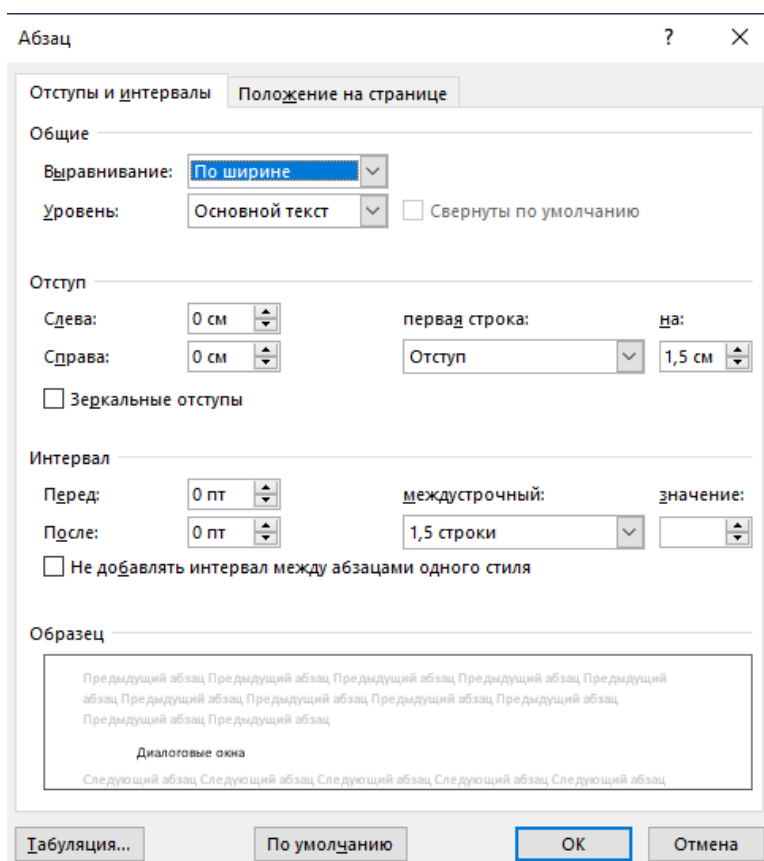 Абзац ? ×
Отступы и интервалы Положение на странице
Общие
Выравнивание: По ширине
Уровень: Основной текст Свернуты по умолчанию
Отступ
Слева: 0 см первая строка: на:
Справа: 0 см Отступ 1,5 см
Зеркальные отступы
Интервал
Перед: 0 пт междустрочный: значение:
После: 0 пт 1,5 строки
Не добавлять интервал между абзацами одного стиля
Образец
Предыдущий абзац Предыдущий абзац Предыдущий абзац Предыдущий абзац Предыдущий
абзац Предыдущий абзац Предыдущий абзац Предыдущий абзац Предыдущий абзац
Предыдущий абзац Предыдущий абзац
Диалоговые окна
Следующий абзац Следующий абзац Следующий абзац Следующий абзац Следующий абзац
Табуляция... По умолчанию ОК Отмена